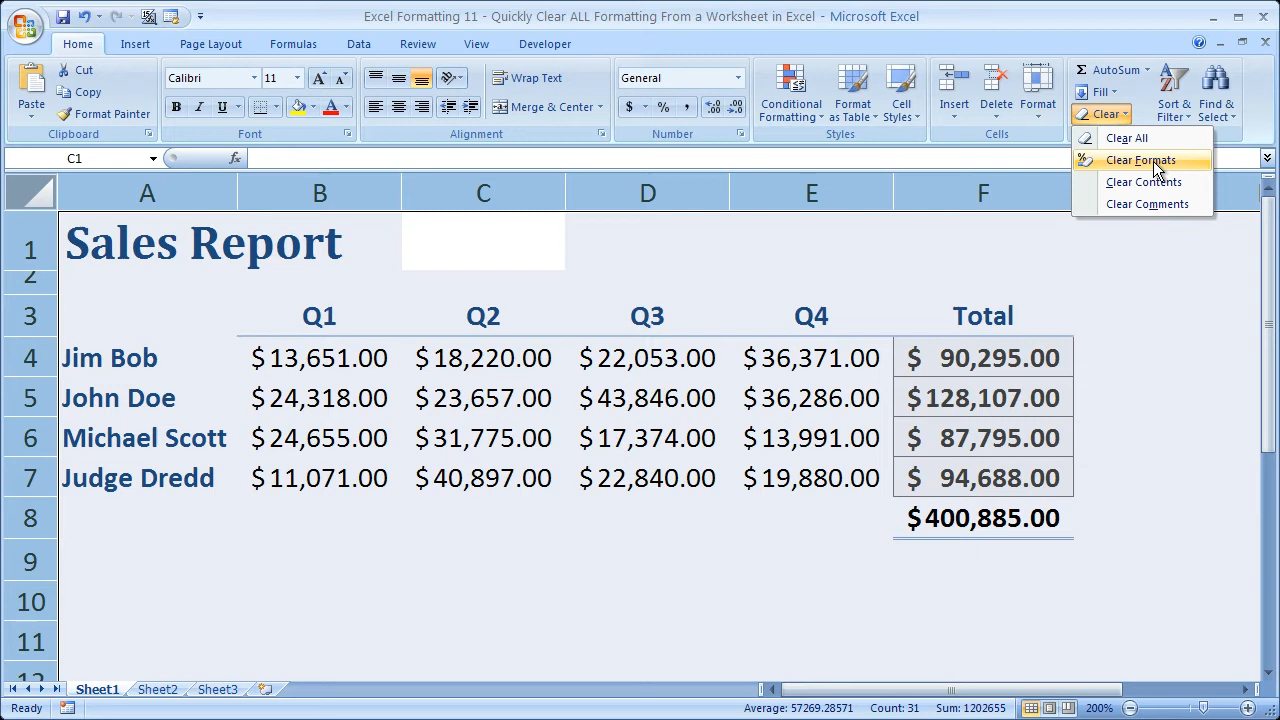 Excel Formatting 11 - Quickly Clear ALL Formatting From a Worksheet in Excel - Microsoft Excel
Home Insert Page Layout Formulas Data Review View Developer
Paste
Cut
Copy
Format Painter
Clipboard
Calibri 11
B I U
Font
Wrap Text
Merge & Center
Alignment
General
$ % ,
Number
Conditional Formatting
Format as Table
Cell Styles
Styles
Insert Delete Format
Cells
AutoSum
Fill
Clear
Sort & Filter
Find & Select
Clear All
Clear Formats
Clear Contents
Clear Comments
C1 fx
A B C D E F
1 Sales Report
2
3 Q1 Q2 Q3 Q4 Total
4 Jim Bob $13,651.00 $18,220.00 $22,053.00 $36,371.00 $ 90,295.00
5 John Doe $24,318.00 $23,657.00 $43,846.00 $36,286.00 $128,107.00
6 Michael Scott $24,655.00 $31,775.00 $17,374.00 $13,991.00 $ 87,795.00
7 Judge Dredd $11,071.00 $40,897.00 $22,840.00 $19,880.00 $ 94,688.00
8 $400,885.00
9
10
11
12
Sheet1 Sheet2 Sheet3
Ready Average: 57269.28571 Count: 31 Sum: 1202655 200%